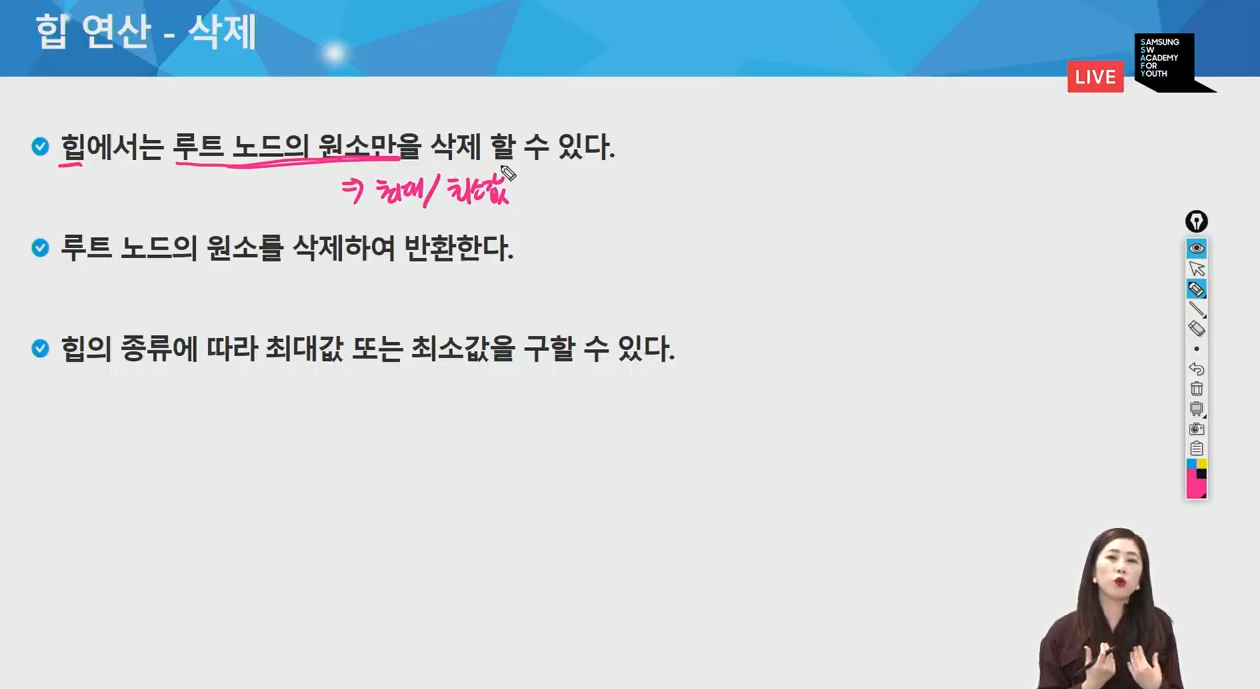 힙 연산 - 삭제
SAMSUNG
SW
ACADEMY
FOR
YOUTH
LIVE
힙에서는 루트 노드의 원소만을 삭제 할 수 있다.
⇒ 최대/최소값
루트 노드의 원소를 삭제하여 반환한다.
힙의 종류에 따라 최대값 또는 최소값을 구할 수 있다.